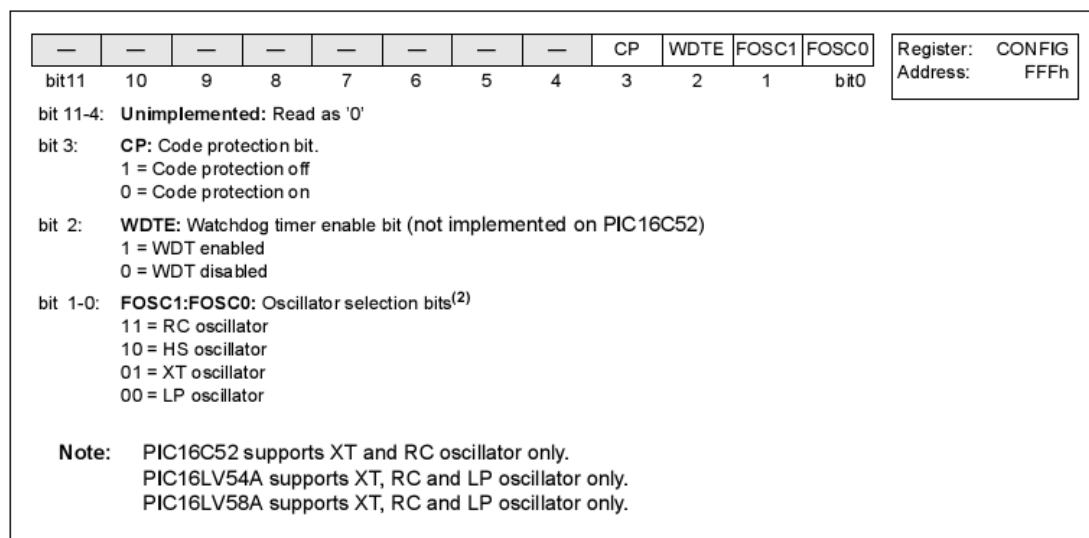 — — — — — — — — CP WDTE FOSC1 FOSC0
bit11 10 9 8 7 6 5 4 3 2 1 bit0
Register: CONFIG
Address: FFFh
bit 11-4: Unimplemented: Read as '0'
bit 3: CP: Code protection bit.
1 = Code protection off
0 = Code protection on
bit 2: WDTE: Watchdog timer enable bit (not implemented on PIC16C52)
1 = WDT enabled
0 = WDT disabled
bit 1-0: FOSC1:FOSC0: Oscillator selection bits(2)
11 = RC oscillator
10 = HS oscillator
01 = XT oscillator
00 = LP oscillator
Note: PIC16C52 supports XT and RC oscillator only.
PIC16LV54A supports XT, RC and LP oscillator only.
PIC16LV58A supports XT, RC and LP oscillator only.